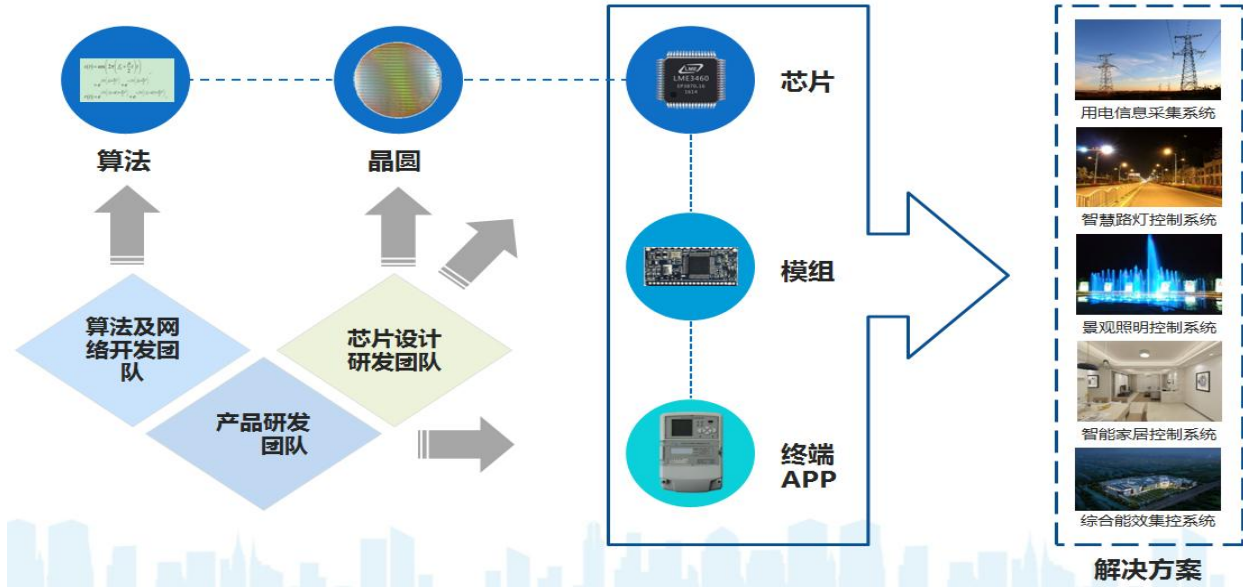 算法
晶圆
LME
LME3460
芯片
模组
终端
APP
算法及网
络开发团
队
芯片设计
研发团队
产品研发
团队
用电信息采集系统
智慧路灯控制系统
景观照明控制系统
智能家居控制系统
综合能效集控系统
解决方案